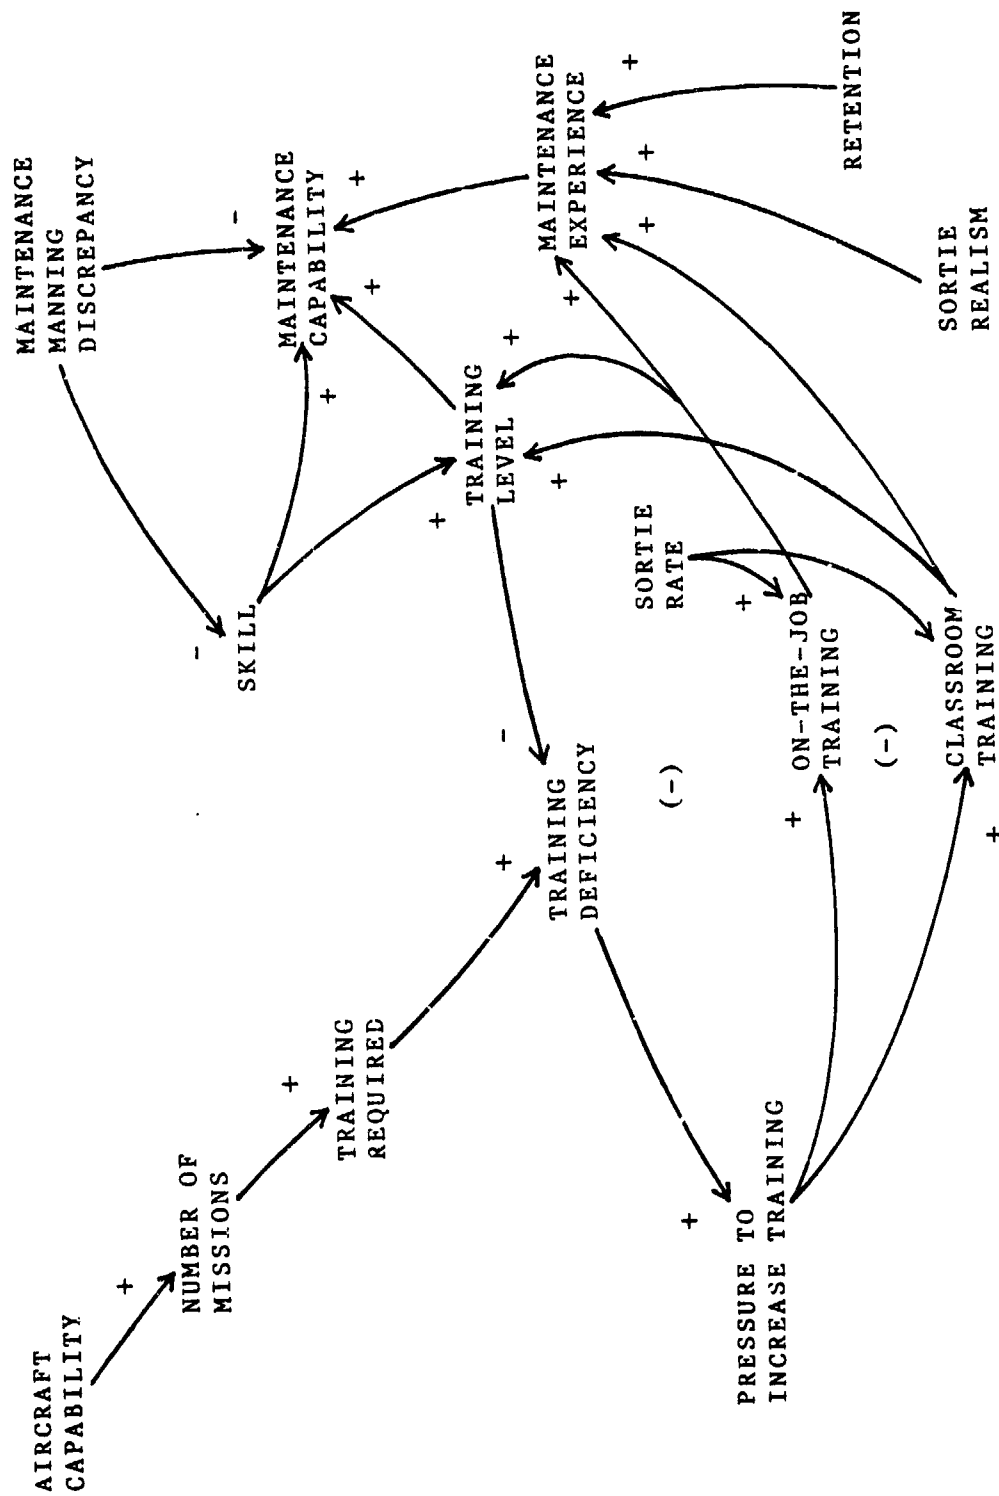 AIRCRAFT
CAPABILITY
+
NUMBER OF
MISSIONS
+
TRAINING
REQUIRED
+
TRAINING
DEFICIENCY
-
+
PRESSURE TO
INCREASE TRAINING
MAINTENANCE
MANNING
DISCREPANCY
-
SKILL
-
MAINTENANCE
CAPABILITY
+
+
+
TRAINING
LEVEL
+
+
+
SORTIE
RATE
+
(-)
ON-THE-JOB
TRAINING
+
(-)
CLASSROOM
TRAINING
+
MAINTENANCE
EXPERIENCE
+
+
+
+
SORTIE
REALISM
RETENTION